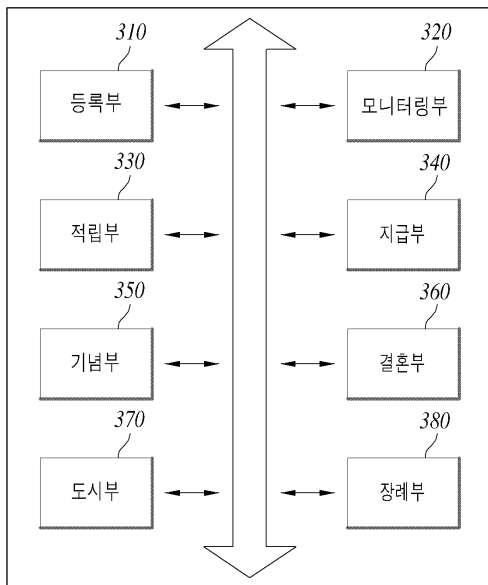 310
등록부
320
모니터링부
330
적립부
340
지급부
350
기념부
360
결혼부
370
도시부
380
장례부